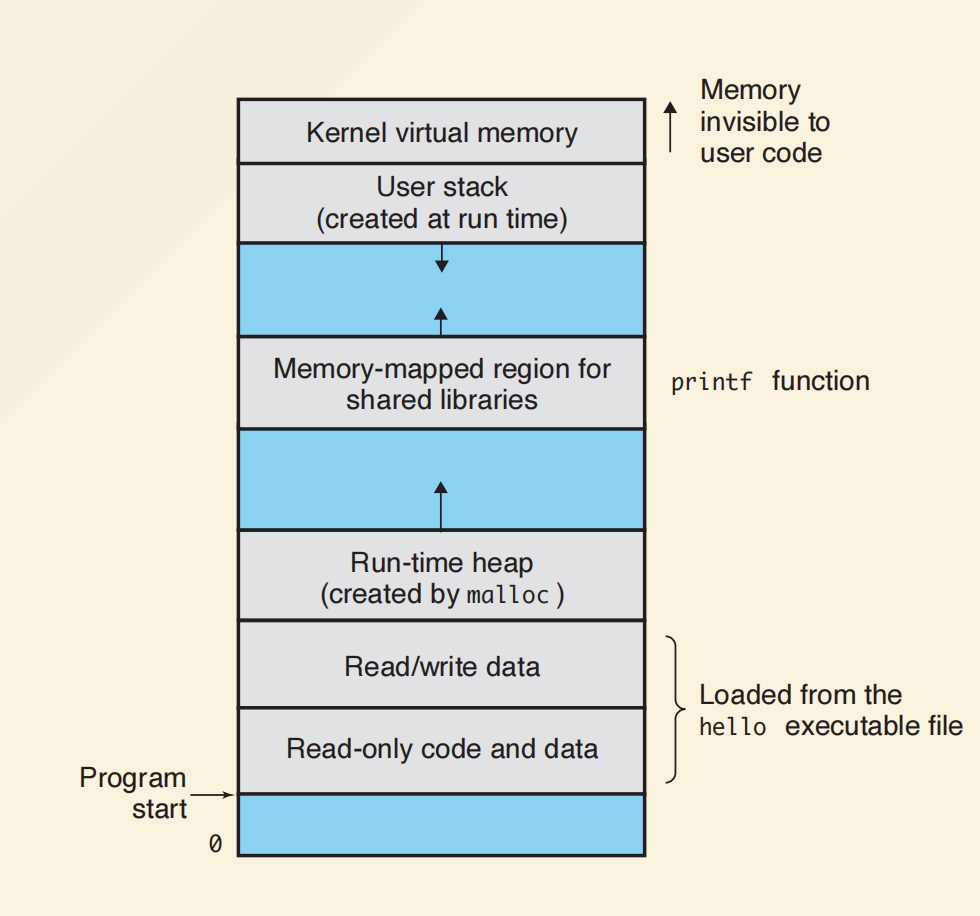 Memory
invisible to
user code
Kernel virtual memory
User stack
(created at run time)
Memory-mapped region for
shared libraries
printf function
Run-time heap
(created by malloc )
Read/write data
Loaded from the
hello executable file
Read-only code and data
Program
start
0